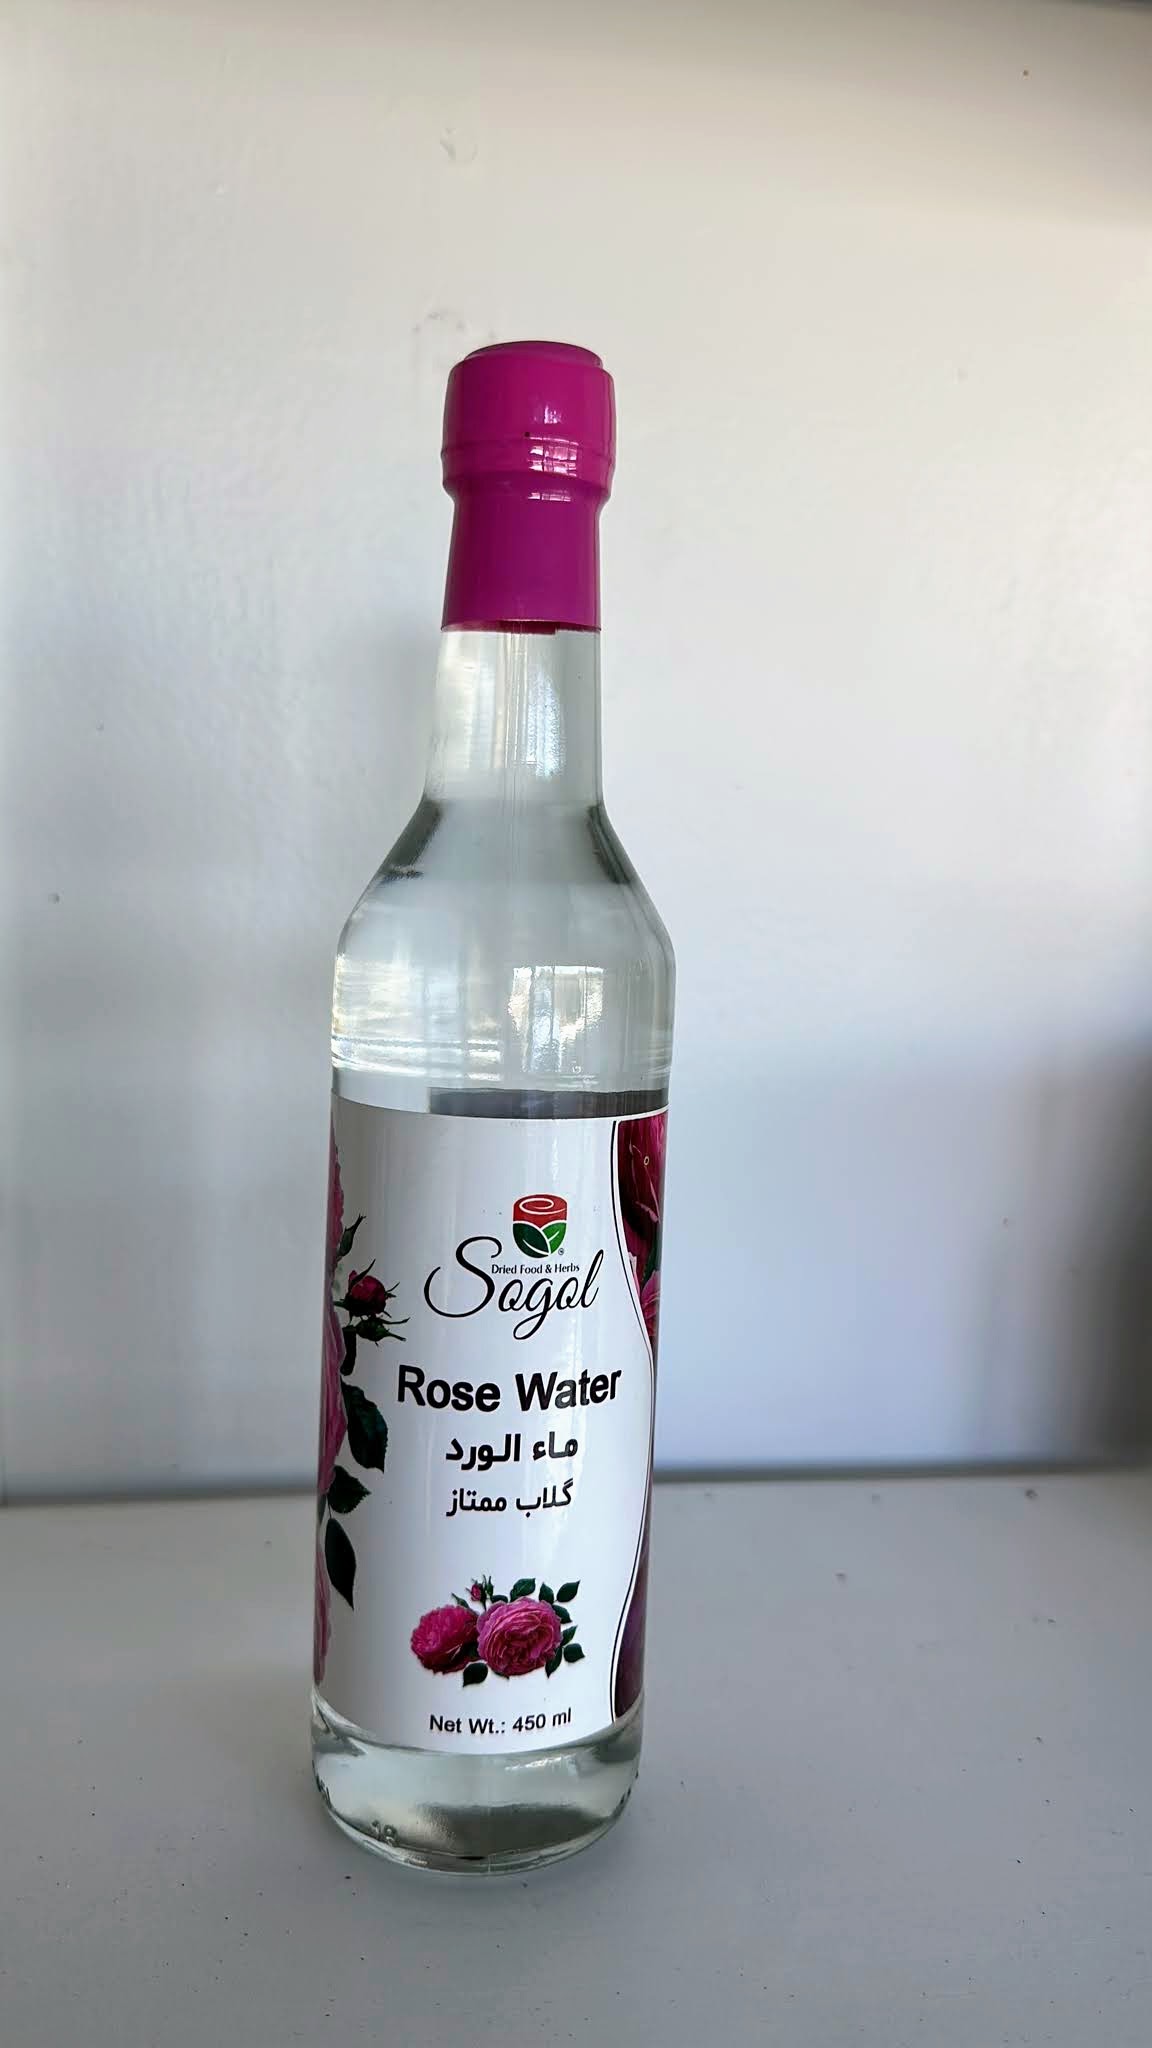 Dried Food & Herbs
Sogol
Rose Water
ماء الورد
گلاب ممتاز
Net Wt.: 450 ml